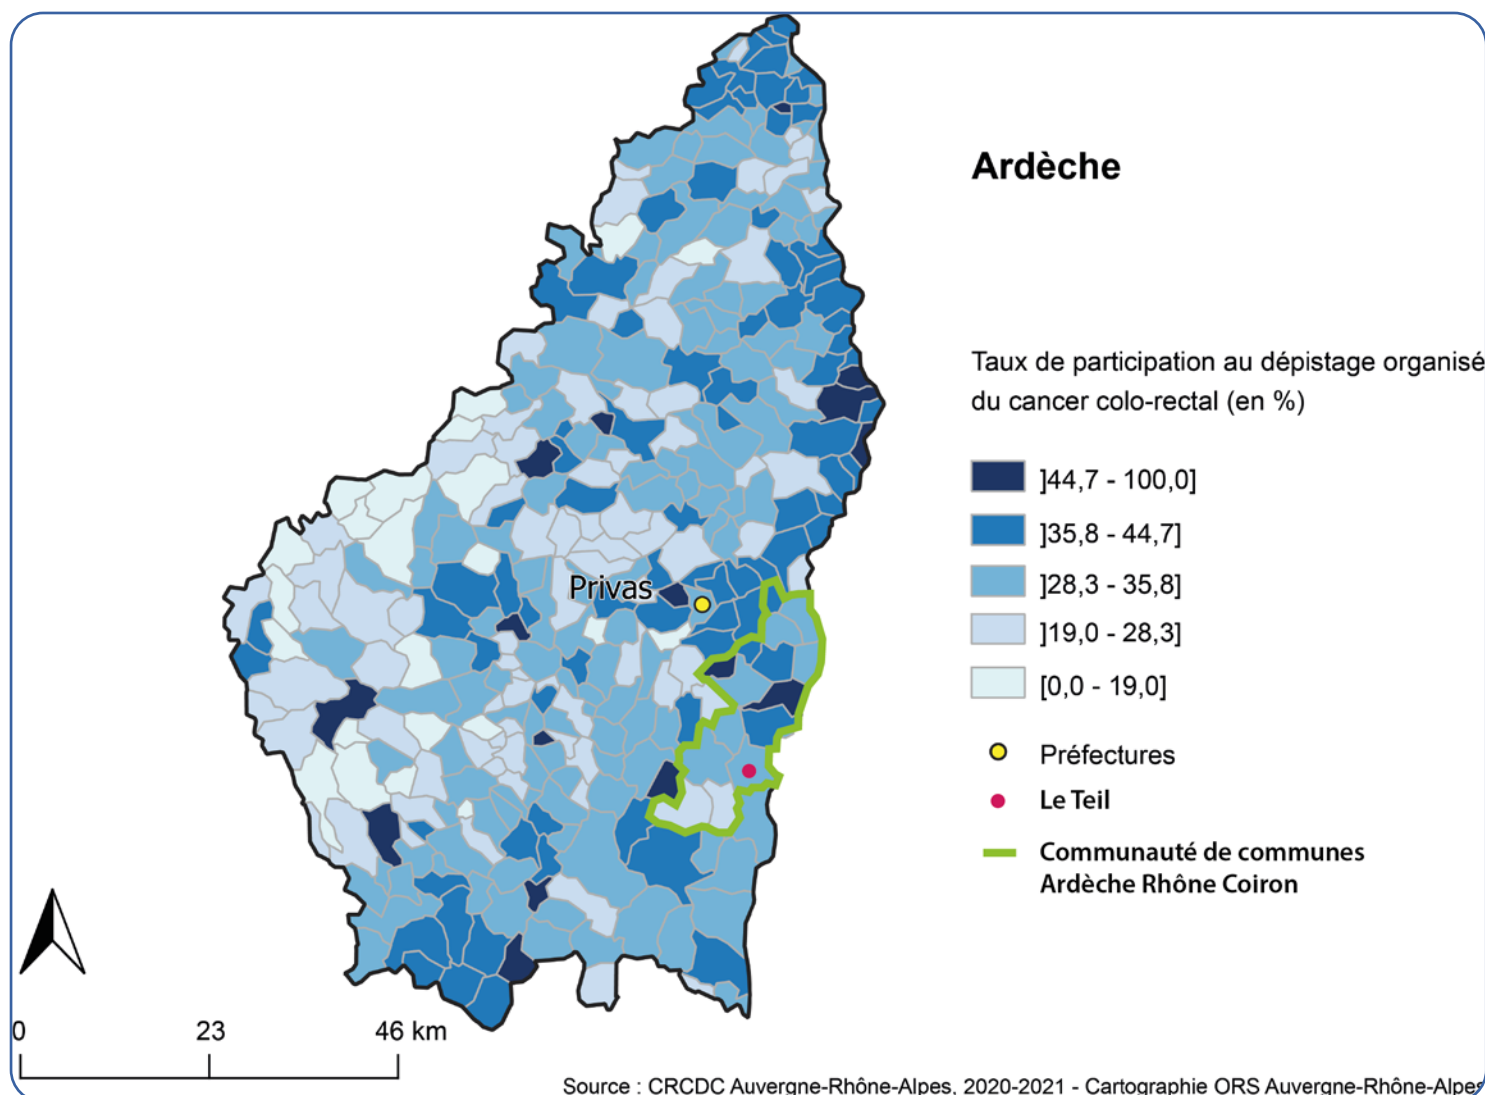 Ardèche
Taux de participation au dépistage organisé
du cancer colo-rectal (en %)
]44,7 - 100,0]
]35,8 - 44,7]
]28,3 - 35,8]
]19,0 - 28,3]
[0,0 - 19,0]
Préfectures
Le Teil
Communauté de communes
Ardèche Rhône Coiron
Privas
0 23 46 km
Source : CRCDC Auvergne-Rhône-Alpes, 2020-2021 - Cartographie ORS Auvergne-Rhône-Alpes